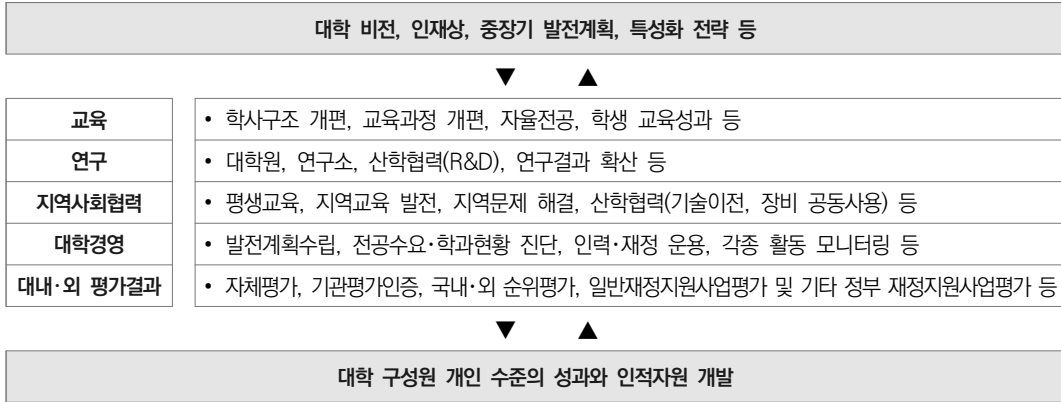 대학 비전, 인재상, 중장기 발전계획, 특성화 전략 등
▼ ▲
교육 • 학사구조 개편, 교육과정 개편, 자율전공, 학생 교육성과 등
연구 • 대학원, 연구소, 산학협력(R&D), 연구결과 확산 등
지역사회협력 • 평생교육, 지역교육 발전, 지역문제 해결, 산학협력(기술이전, 장비 공동사용) 등
대학경영 • 발전계획수립, 전공수요·학과현황 진단, 인력·재정 운용, 각종 활동 모니터링 등
대내·외 평가결과 • 자체평가, 기관평가인증, 국내·외 순위평가, 일반재정지원사업평가 및 기타 정부 재정지원사업평가 등
▼ ▲
대학 구성원 개인 수준의 성과와 인적자원 개발